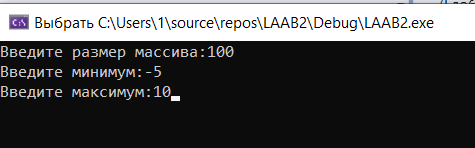 Выбрать C:\Users\1\source\repos\LAAB2\Debug\LAAB2.exe
Введите размер массива:100
Введите минимум:-5
Введите максимум:10